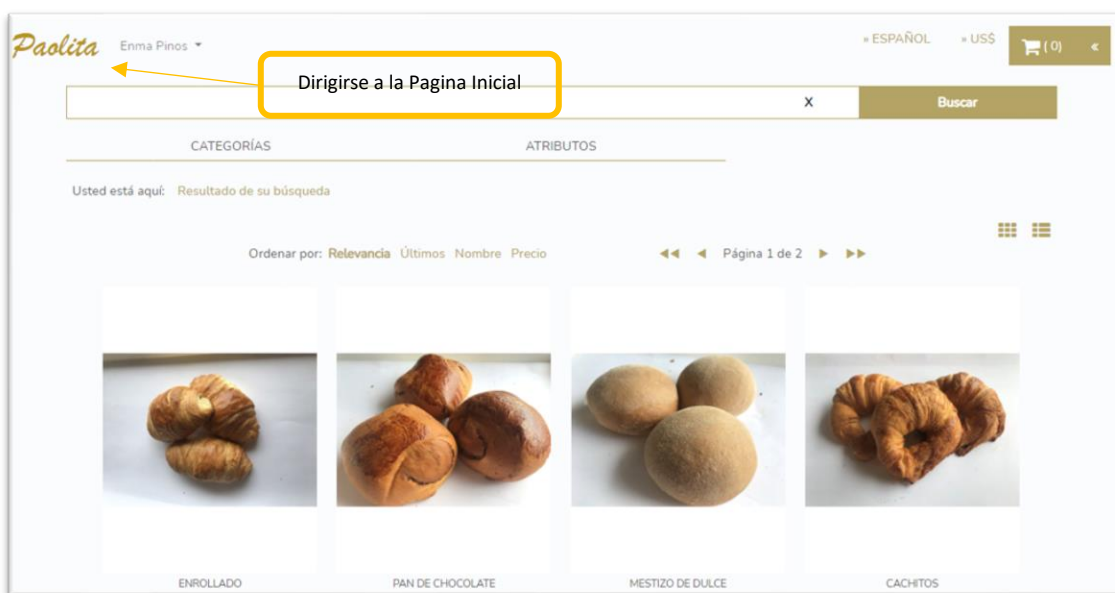 Paolita Enma Pinos
» ESPAÑOL » US$ ( 0) «
Dirigirse a la Pagina Inicial
X Buscar
CATEGORÍAS ATRIBUTOS
Usted está aquí: Resultado de su búsqueda
Ordenar por: Relevancia Últimos Nombre Precio Página 1 de 2
ENROLLADO PAN DE CHOCOLATE MESTIZO DE DULCE CACHITOS